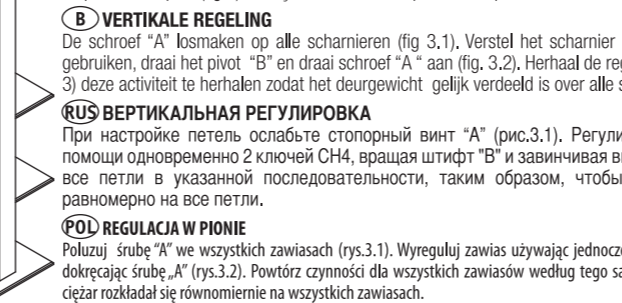 B VERTIKALE REGELING
De schroef “A” losmaken op alle scharnieren (fig 3.1). Verstel het scharnier
gebruiken, draai het pivot “B” en draai schroef “A “ aan (fig. 3.2). Herhaal de
3) deze activiteit te herhalen zodat het deurgewicht gelijk verdeeld is over alle
RUS ВЕРТИКАЛЬНАЯ РЕГУЛИРОВКА
При настройке петель ослабьте стопорный винт “А” (рис.3.1).
помощи одновременно 2 ключей СН4, вращая штифт "В" и завинчивая
все петли в указанной последовательности, таким образом, чтобы
равномерно на все петли.
POL REGULACJA W PIONIE
Poluzuj śrubę “A” we wszystkich zawiasach (rys.3.1). Wyreguluj zawias używając
dokręcając śrubę „A” (rys.3.2). Powtórz czynności dla wszystkich zawiasów według tego
ciężar rozkładał się równomiernie na wszystkich zawiasach.